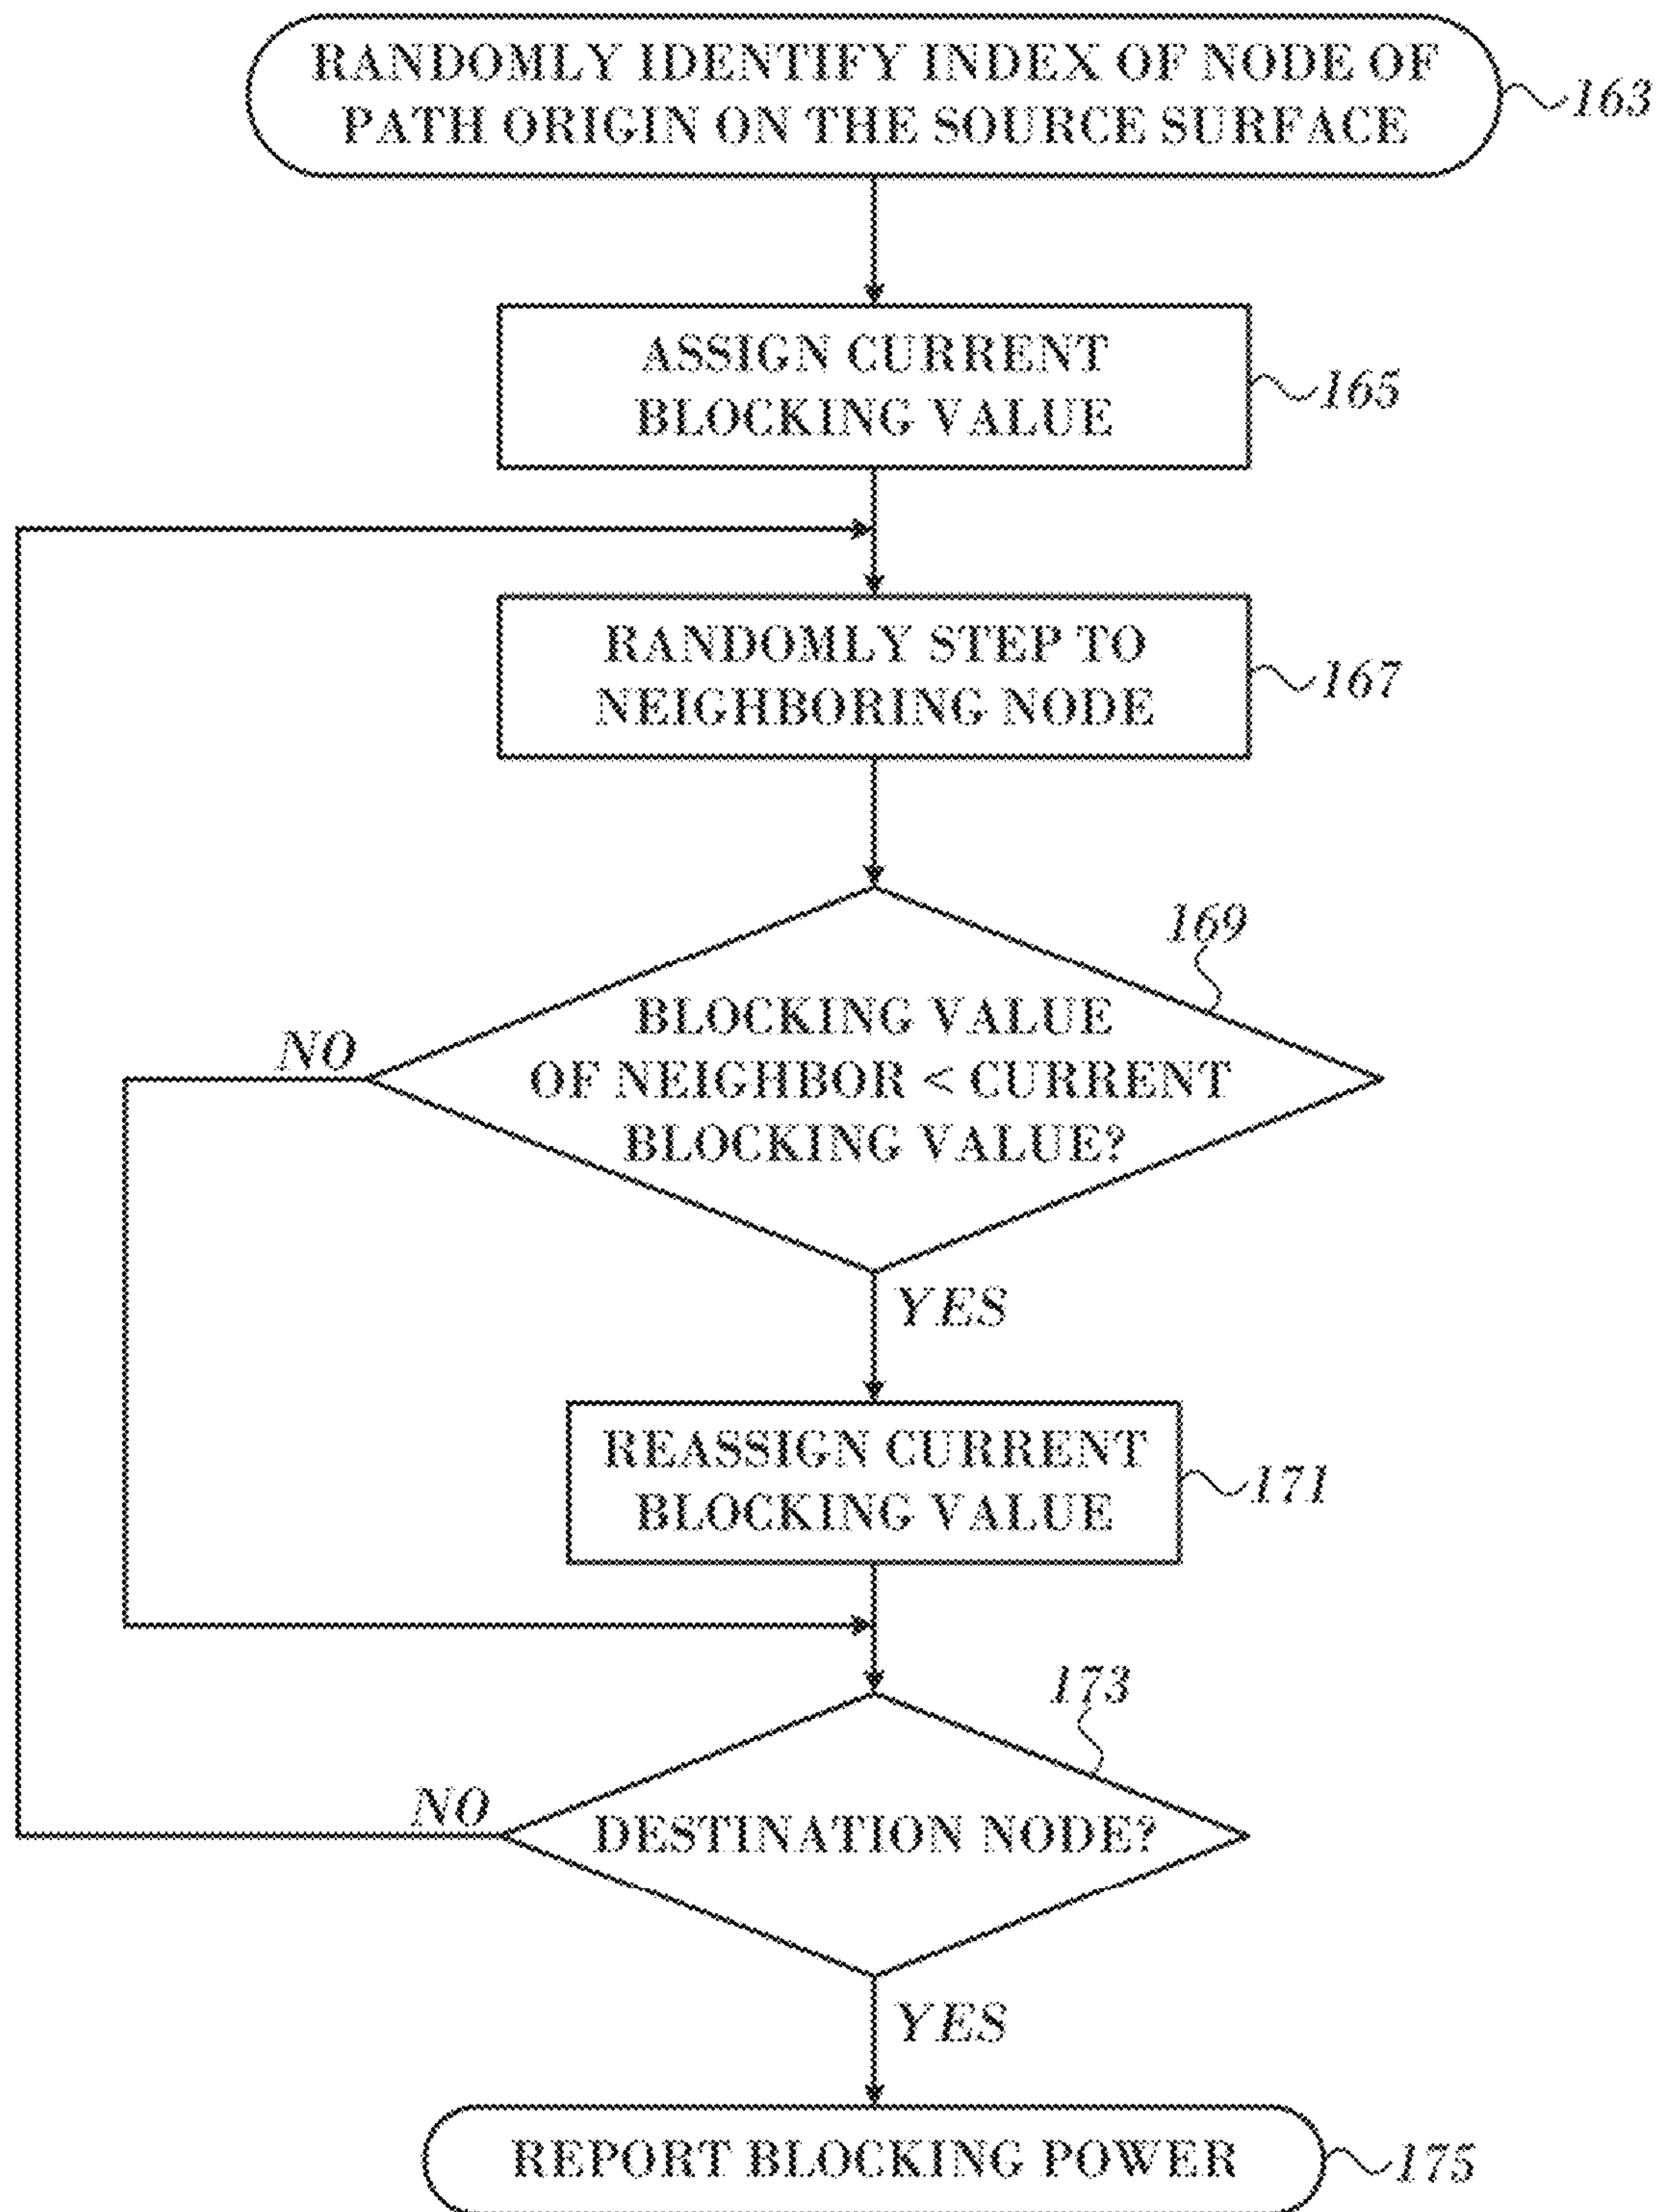 RANDOMLY IDENTIFY INDEX OF NODE OF
PATH ORIGIN ON THE SOURCE SURFACE
163
ASSIGN CURRENT
BLOCKING VALUE
165
RANDOMLY STEP TO
NEIGHBORING NODE
167
169
BLOCKING VALUE
OF NEIGHBOR < CURRENT
BLOCKING VALUE?
NO
YES
REASSIGN CURRENT
BLOCKING VALUE
171
173
DESTINATION NODE?
NO
YES
REPORT BLOCKING POWER
175